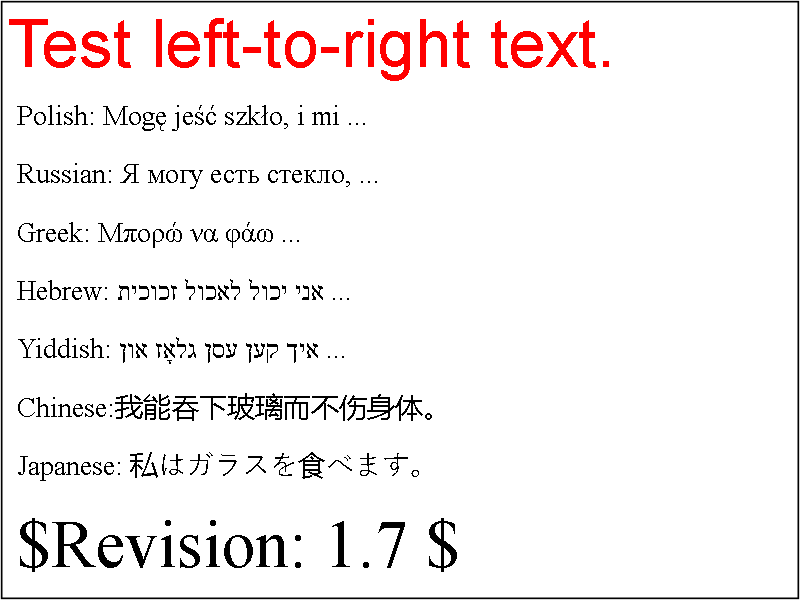 Test left-to-right text.
Polish: Mogę jeść szkło, i mi ...
Russian: Я могу есть стекло, ...
Greek: Μπορώ να φάω ...
Hebrew: אני יכול לאכול זכוכית ...
Yiddish: איך קען עסן גלאָז און ...
Chinese:我能吞下玻璃而不伤身体。
Japanese: 私はガラスを食べます。
$Revision: 1.7 $